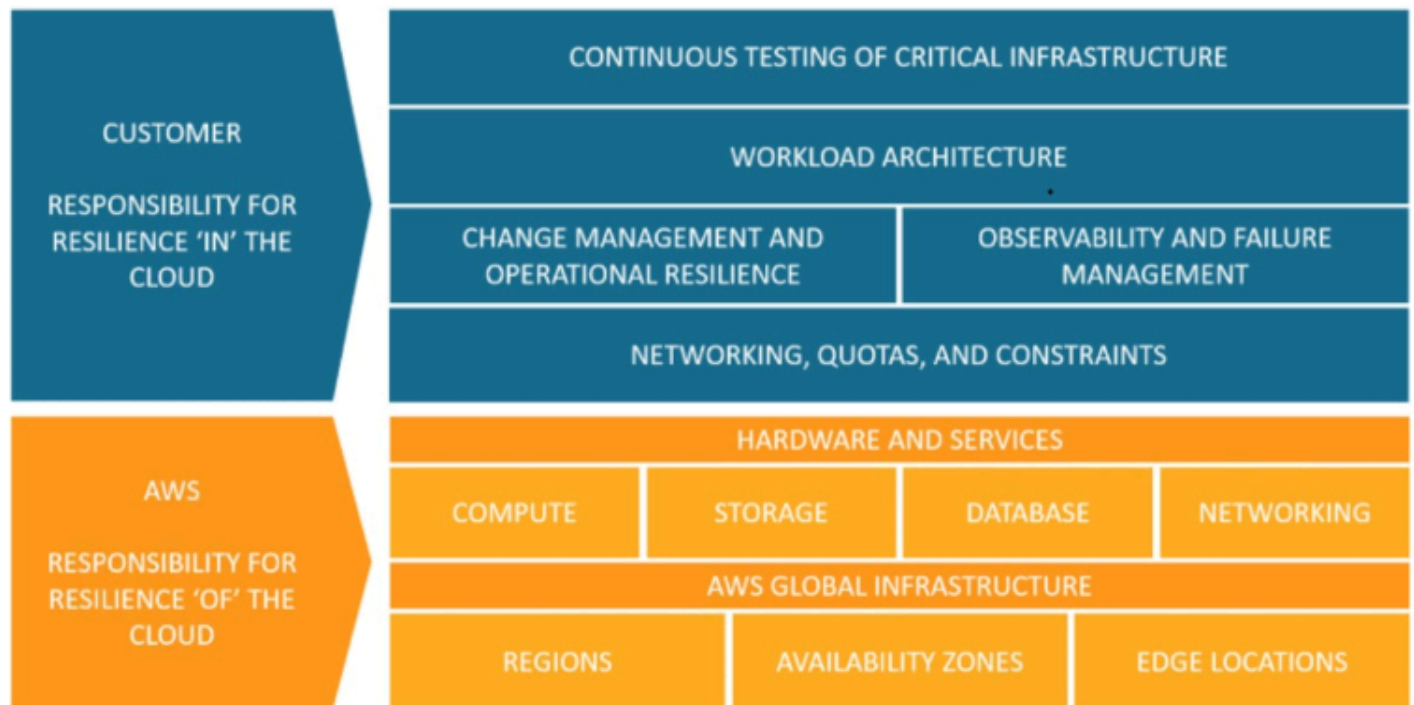 CUSTOMER
RESPONSIBILITY FOR
RESILIENCE ‘IN’ THE
CLOUD
CONTINUOUS TESTING OF CRITICAL INFRASTRUCTURE
WORKLOAD ARCHITECTURE
CHANGE MANAGEMENT AND
OPERATIONAL RESILIENCE
OBSERVABILITY AND FAILURE
MANAGEMENT
NETWORKING, QUOTAS, AND CONSTRAINTS
AWS
RESPONSIBILITY FOR
RESILIENCE ‘OF’ THE
CLOUD
HARDWARE AND SERVICES
COMPUTE
STORAGE
DATABASE
NETWORKING
AWS GLOBAL INFRASTRUCTURE
REGIONS
AVAILABILITY ZONES
EDGE LOCATIONS